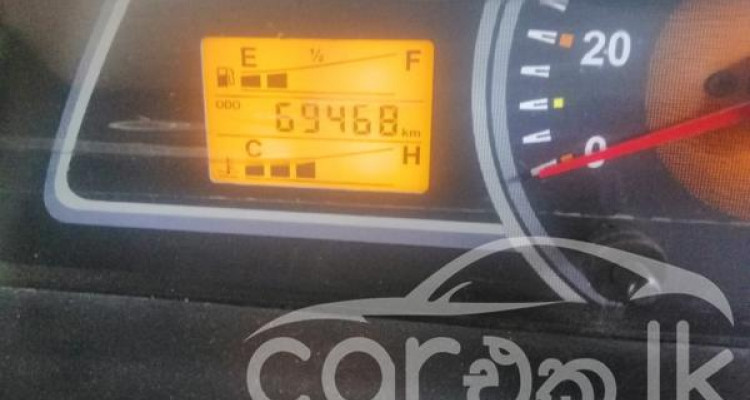 E ½ F
ODO 69468 km
C H
20
0
carඑක.lk